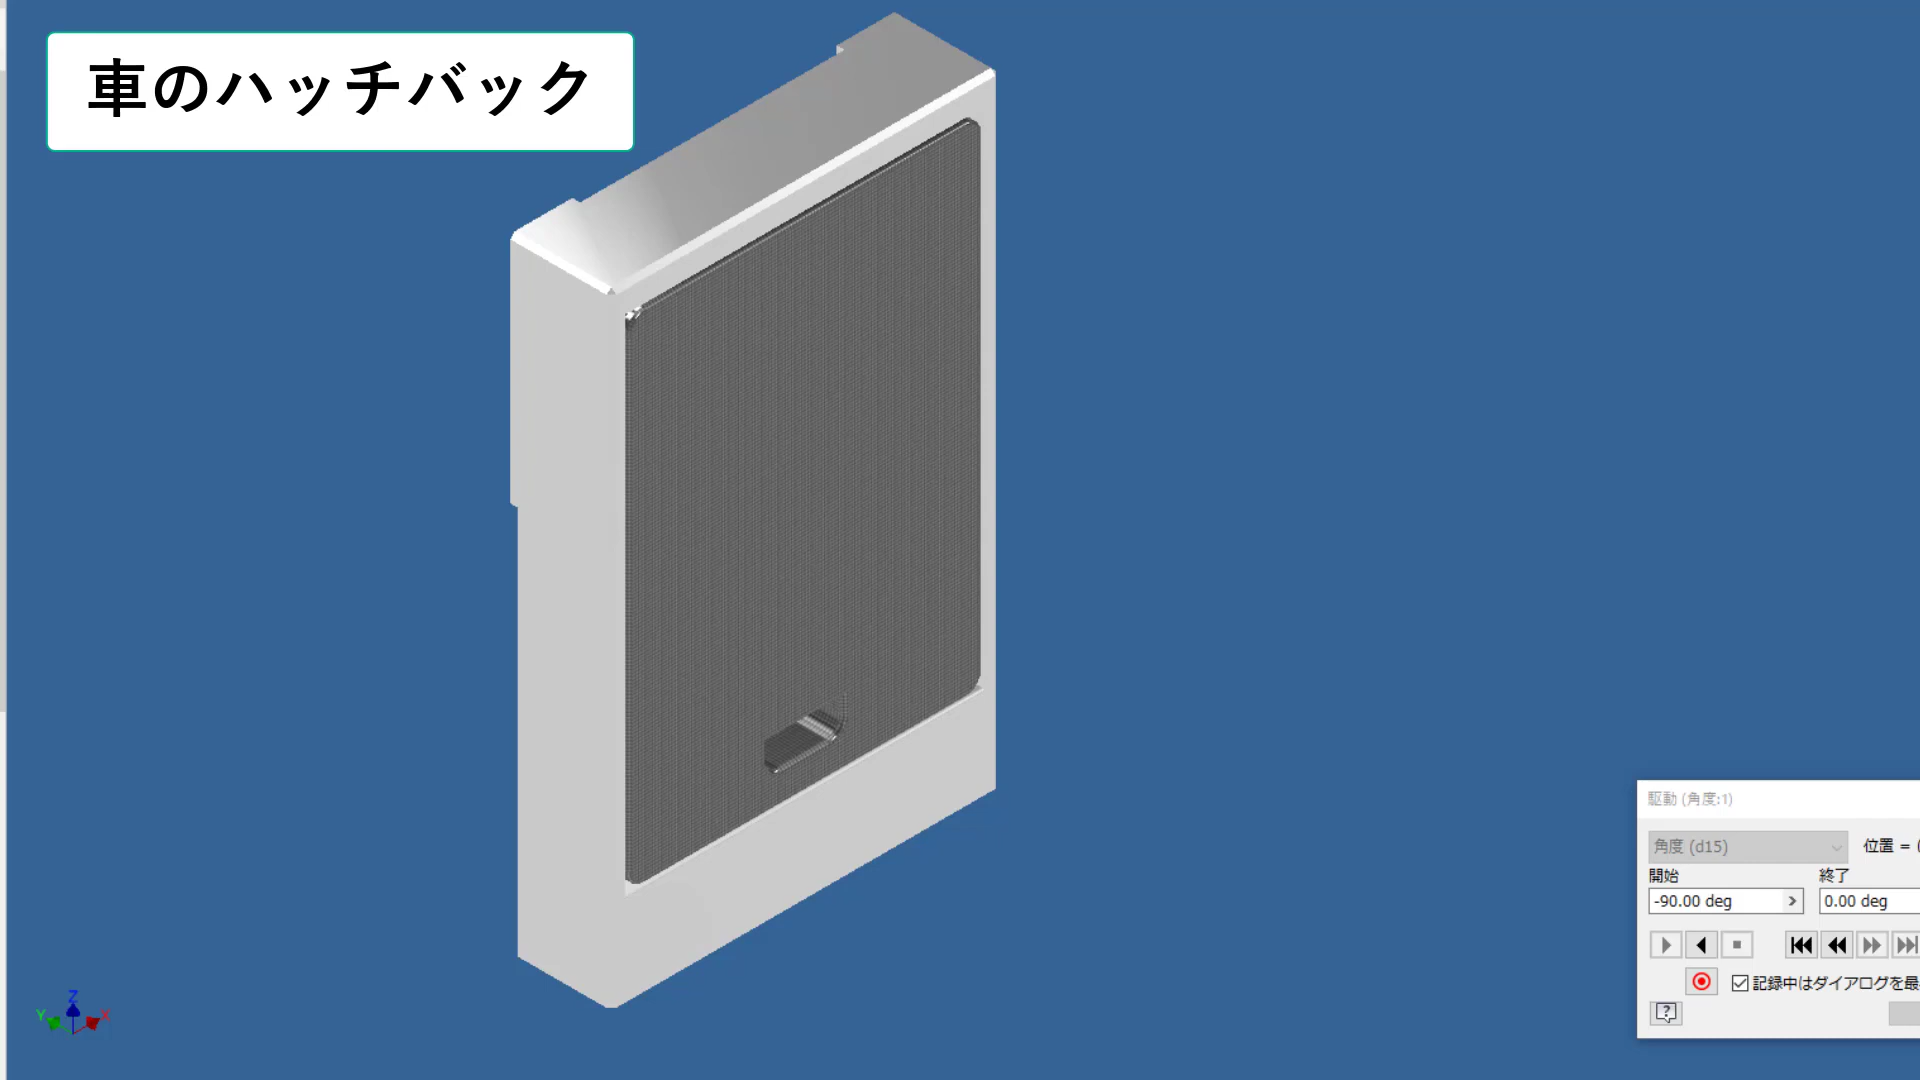 車のハッチバック
駆動 (角度:1)
角度 (d15)
位置 =
開始
終了
-90.00 deg
0.00 deg
記録中はダイアログを最
Z
Y
X